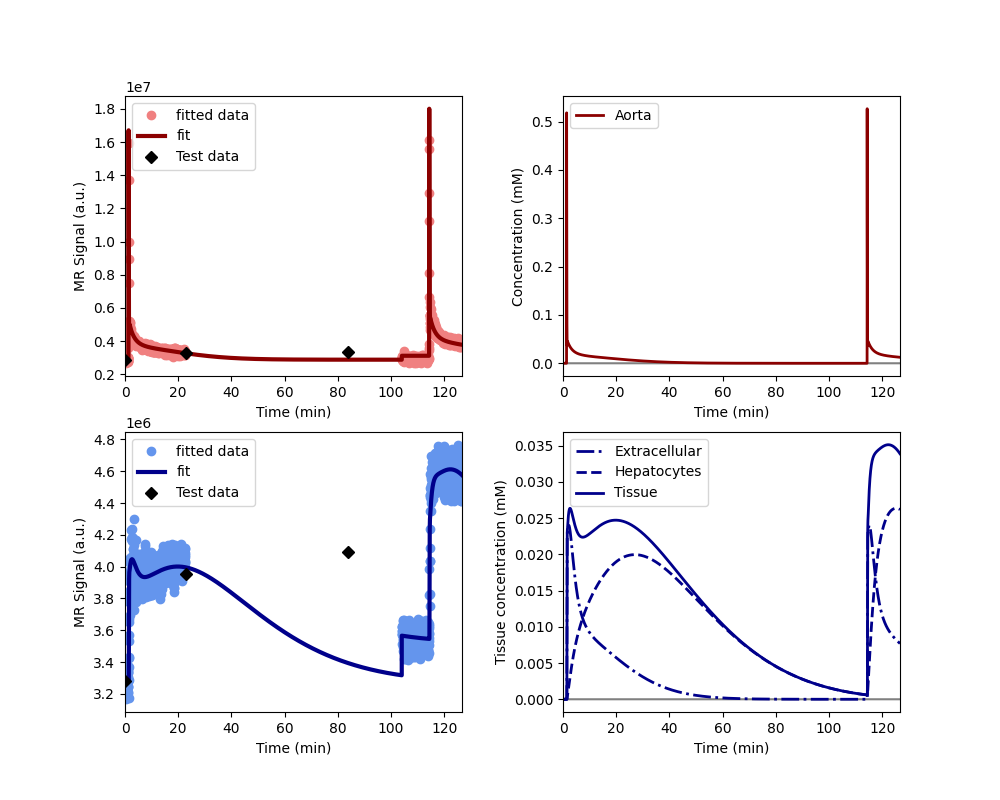 1e7
MR Signal (a.u.)
1.8
1.6
1.4
1.2
1.0
0.8
0.6
0.4
0.2
fitted data
fit
Test data
0 20 40 60 80 100 120
Time (min)
Concentration (mM)
0.5
0.4
0.3
0.2
0.1
0.0
Aorta
0 20 40 60 80 100 120
Time (min)
1e6
MR Signal (a.u.)
4.8
4.6
4.4
4.2
4.0
3.8
3.6
3.4
3.2
fitted data
fit
Test data
0 20 40 60 80 100 120
Time (min)
Tissue concentration (mM)
0.035
0.030
0.025
0.020
0.015
0.010
0.005
0.000
Extracellular
Hepatocytes
Tissue
0 20 40 60 80 100 120
Time (min)